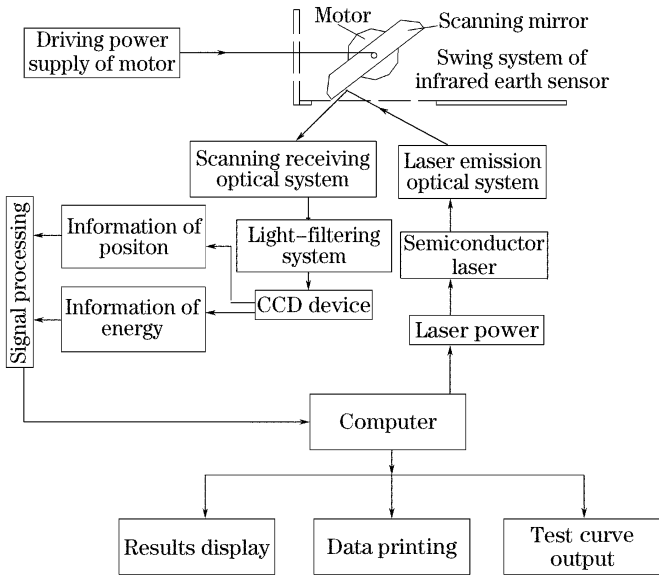 Motor
Scanning mirror
Driving power
supply of motor
Swing system of
infrared earth sensor
Scanning receiving
optical system
Laser emission
optical system
Signal processing
Information of
positon
Light-filtering
system
Semiconductor
laser
Information of
energy
CCD device
Laser power
Computer
Results display
Data printing
Test curve
output